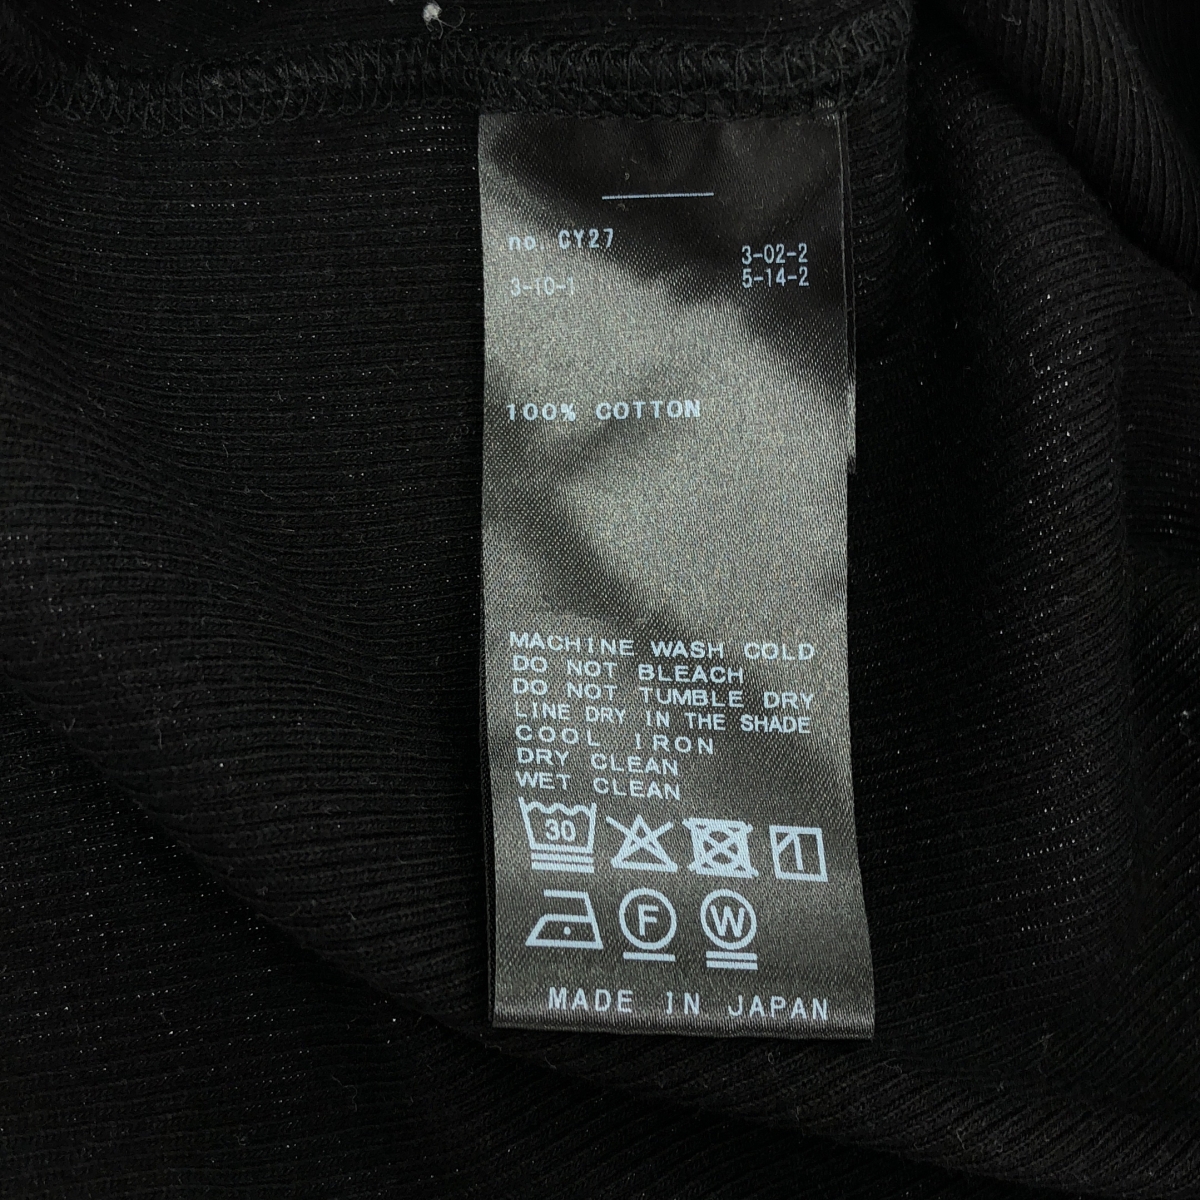 no. CY27
3-02-2
3-10-1
5-14-2
100% COTTON
MACHINE WASH COLD
DO NOT BLEACH
DO NOT TUMBLE DRY
LINE DRY IN THE SHADE
COOL IRON
DRY CLEAN
WET CLEAN
30
F W
MADE IN JAPAN